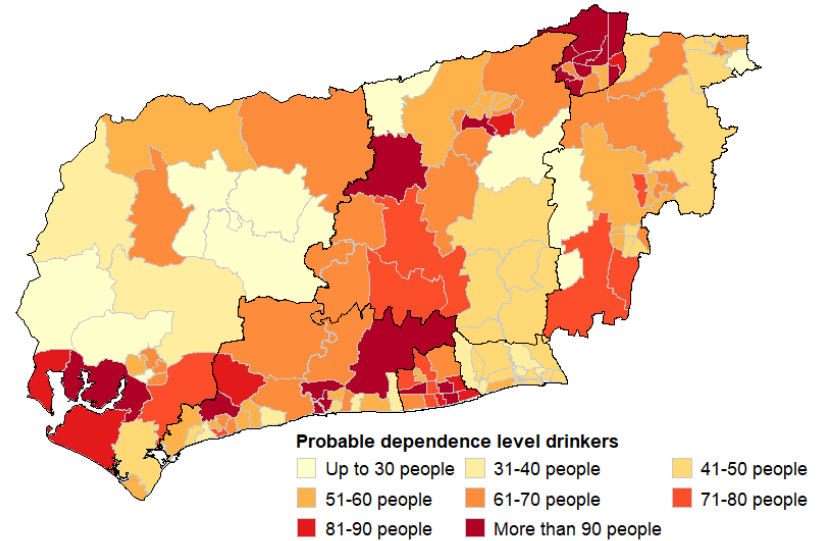 Probable dependence level drinkers
Up to 30 people 31-40 people 41-50 people
51-60 people 61-70 people 71-80 people
81-90 people More than 90 people